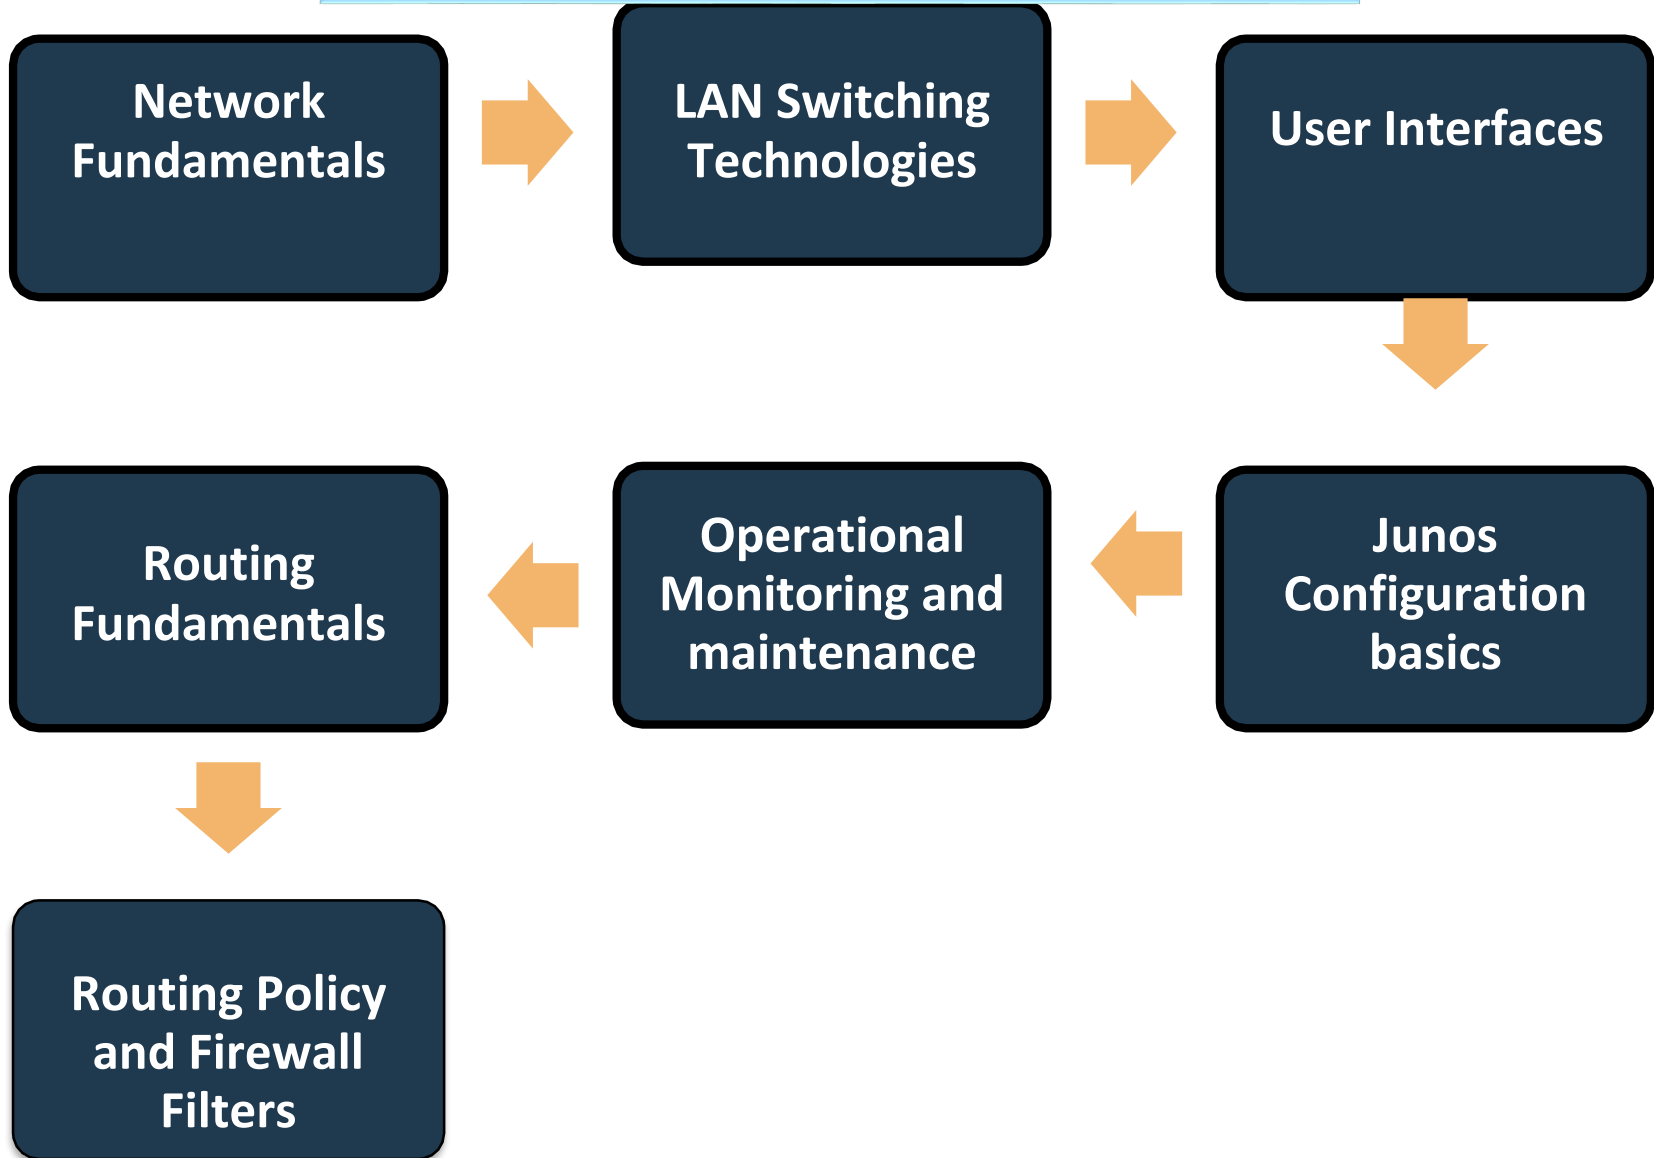 Network
Fundamentals
LAN Switching
Technologies
User Interfaces
Junos
Configuration
basics
Operational
Monitoring and
maintenance
Routing
Fundamentals
Routing Policy
and Firewall
Filters